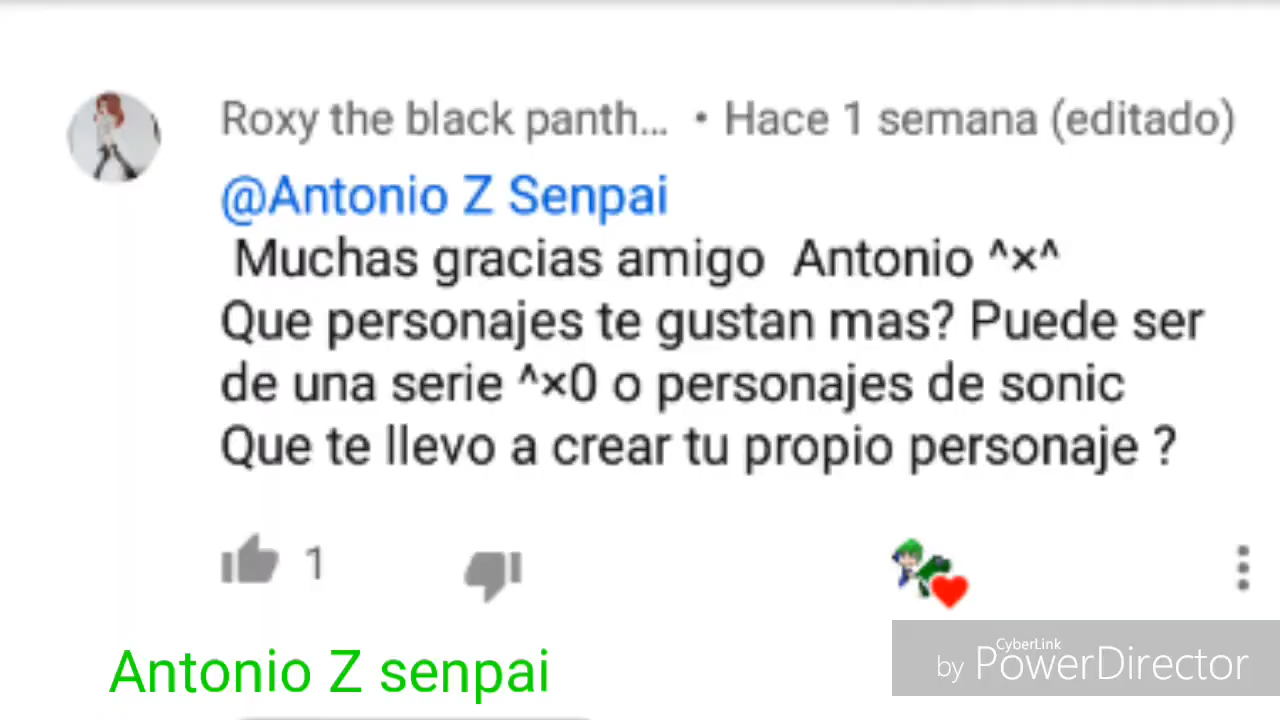 Roxy the black panth... • Hace 1 semana (editado)
@Antonio Z Senpai
Muchas gracias amigo Antonio ^×^
Que personajes te gustan mas? Puede ser
de una serie ^×0 o personajes de sonic
Que te llevo a crear tu propio personaje ?
1
Antonio Z senpai
CyberLink
by PowerDirector